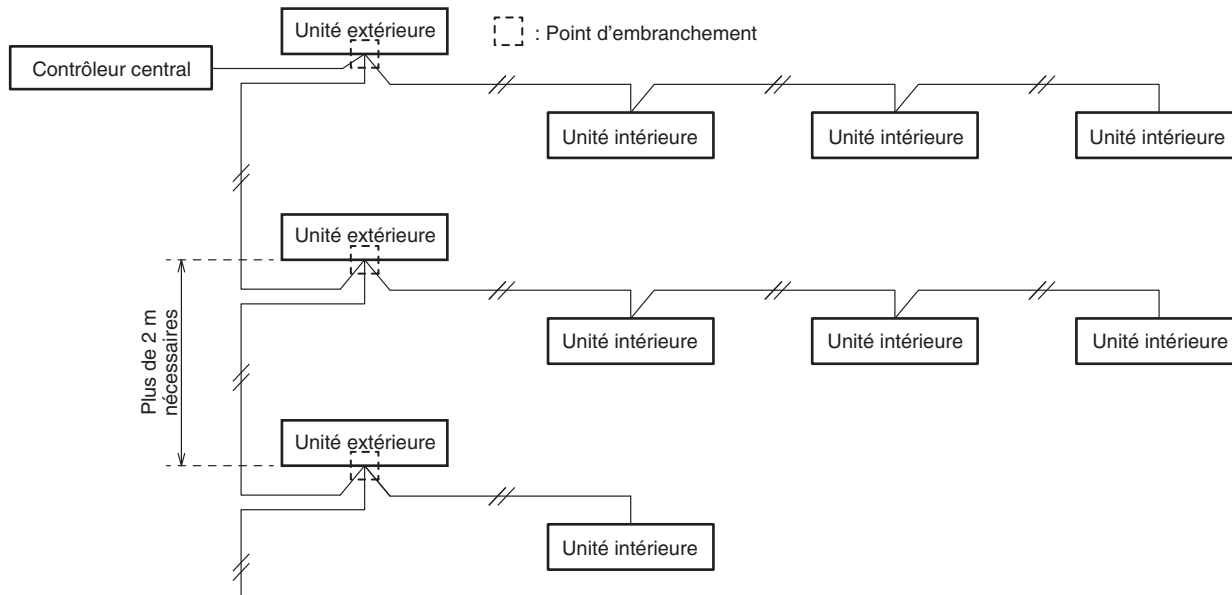 Unité extérieure
: Point d'embranchement
Contrôleur central
Unité intérieure
Unité intérieure
Unité intérieure
Unité extérieure
Plus de 2 m
nécessaires
Unité intérieure
Unité intérieure
Unité intérieure
Unité extérieure
Unité intérieure